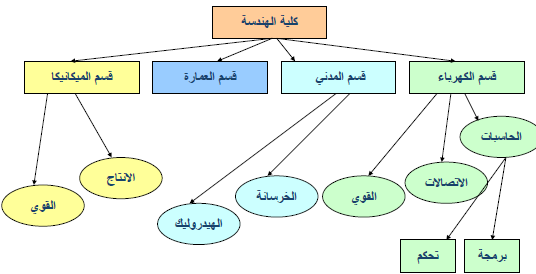 كلية الهندسة
قسم الكهرباء
قسم المدني
قسم العمارة
قسم الميكانيكا
الحاسبات
الاتصالات
القوي
الخرسانة
الهيدروليك
الانتاج
القوي
برمجة
تحكم